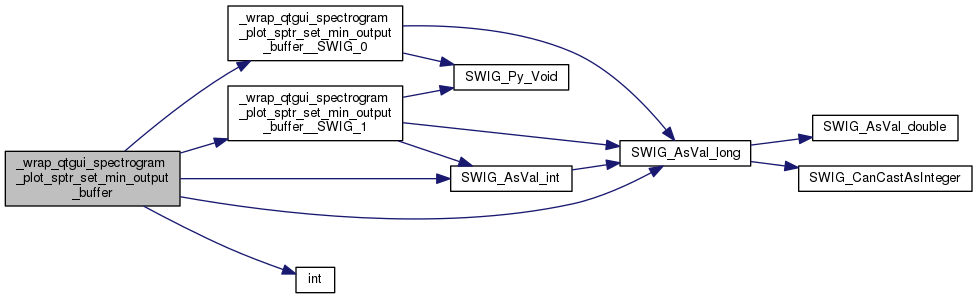 _wrap_qtgui_spectrogram
_plot_sptr_set_min_output
_buffer__SWIG_0
SWIG_Py_Void
_wrap_qtgui_spectrogram
_plot_sptr_set_min_output
_buffer__SWIG_1
SWIG_AsVal_double
SWIG_AsVal_long
_wrap_qtgui_spectrogram
_plot_sptr_set_min_output
_buffer
SWIG_AsVal_int
SWIG_CanCastAsInteger
int